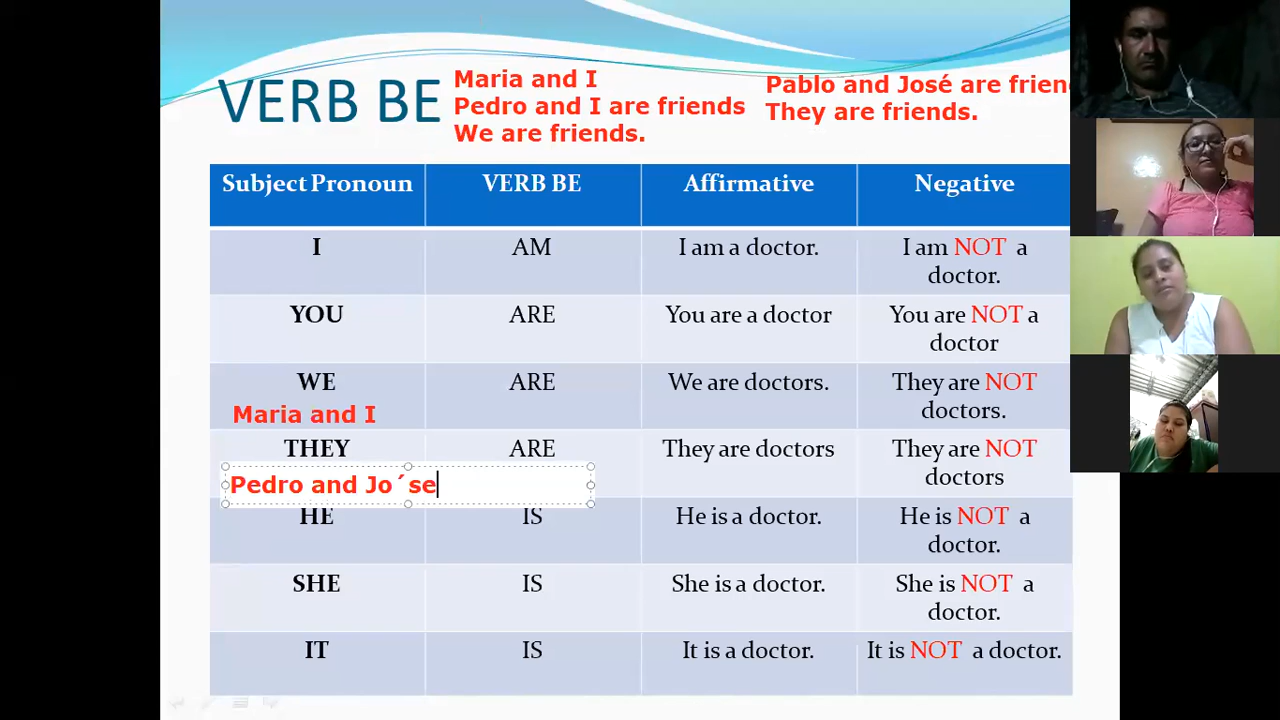 VERB BE
Maria and I
Pedro and I are friends
We are friends.
Pablo and José are frien
They are friends.
Subject Pronoun VERB BE Affirmative Negative
I AM I am a doctor. I am NOT a
doctor.
YOU ARE You are a doctor You are NOT a
doctor
WE ARE We are doctors. They are NOT
doctors.
Maria and I
THEY ARE They are doctors They are NOT
doctors
Pedro and Jo´se
HE IS He is a doctor. He is NOT a
doctor.
SHE IS She is a doctor. She is NOT a
doctor.
IT IS It is a doctor. It is NOT a doctor.